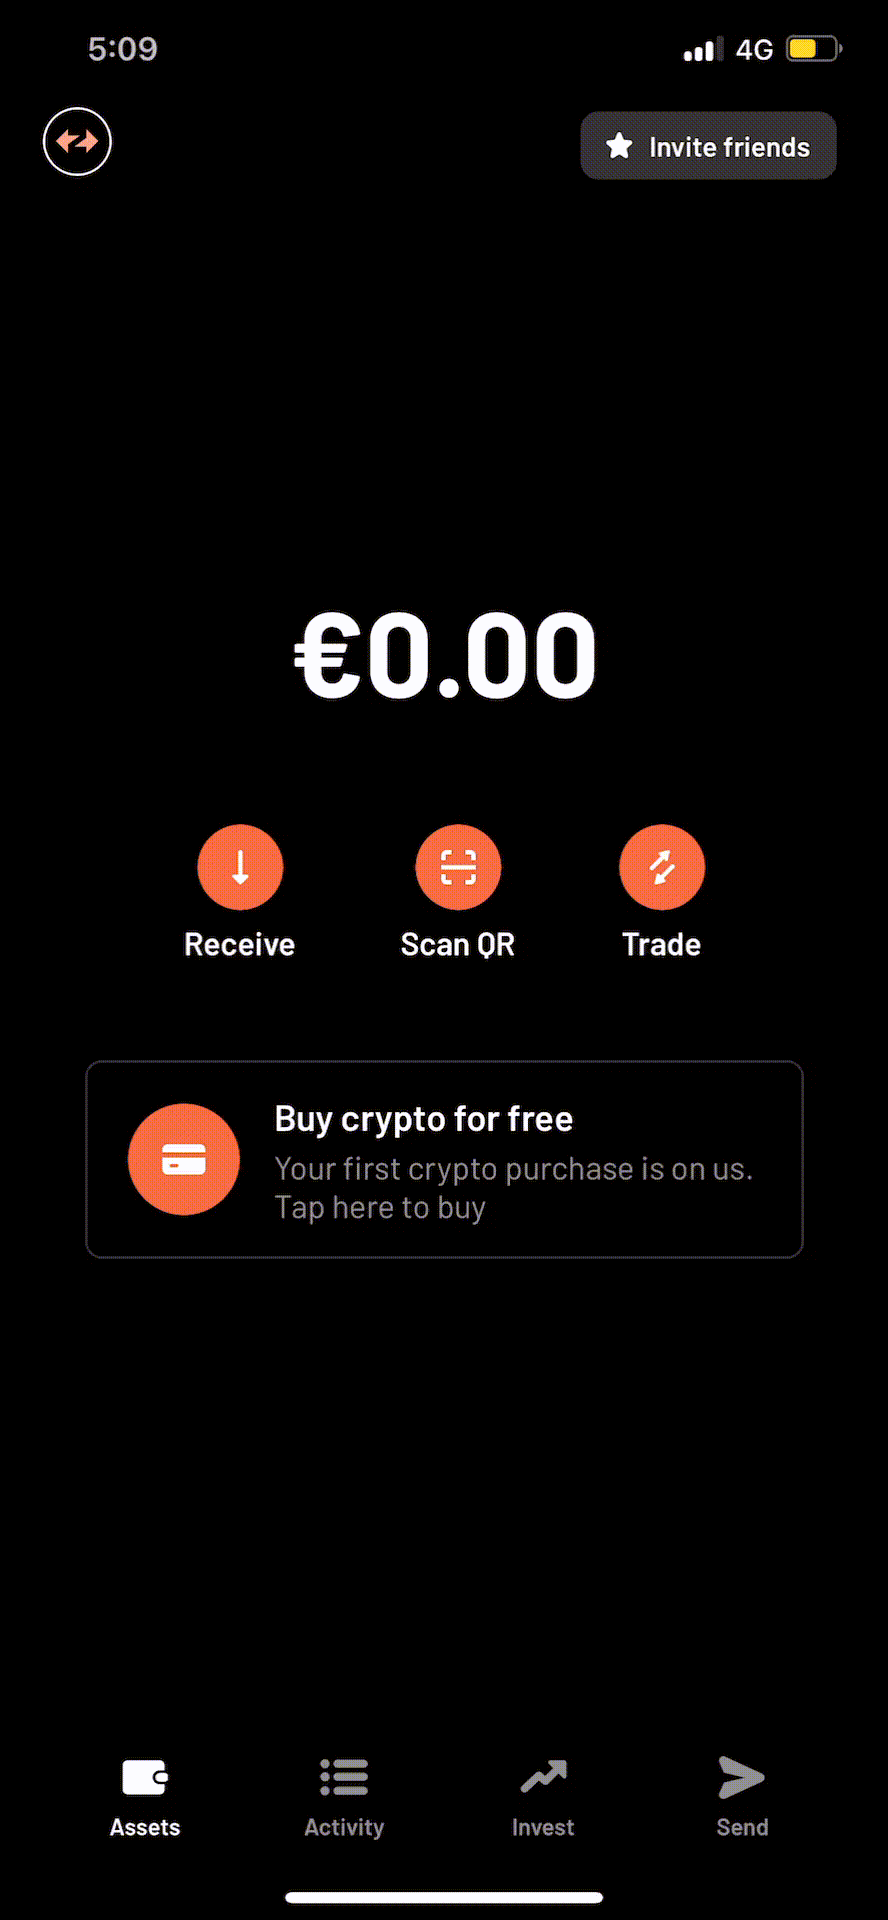 5:09
4G
Invite friends
€0.00
Receive
Scan QR
Trade
Buy crypto for free
Your first crypto purchase is on us.
Tap here to buy
Assets
Activity
Invest
Send